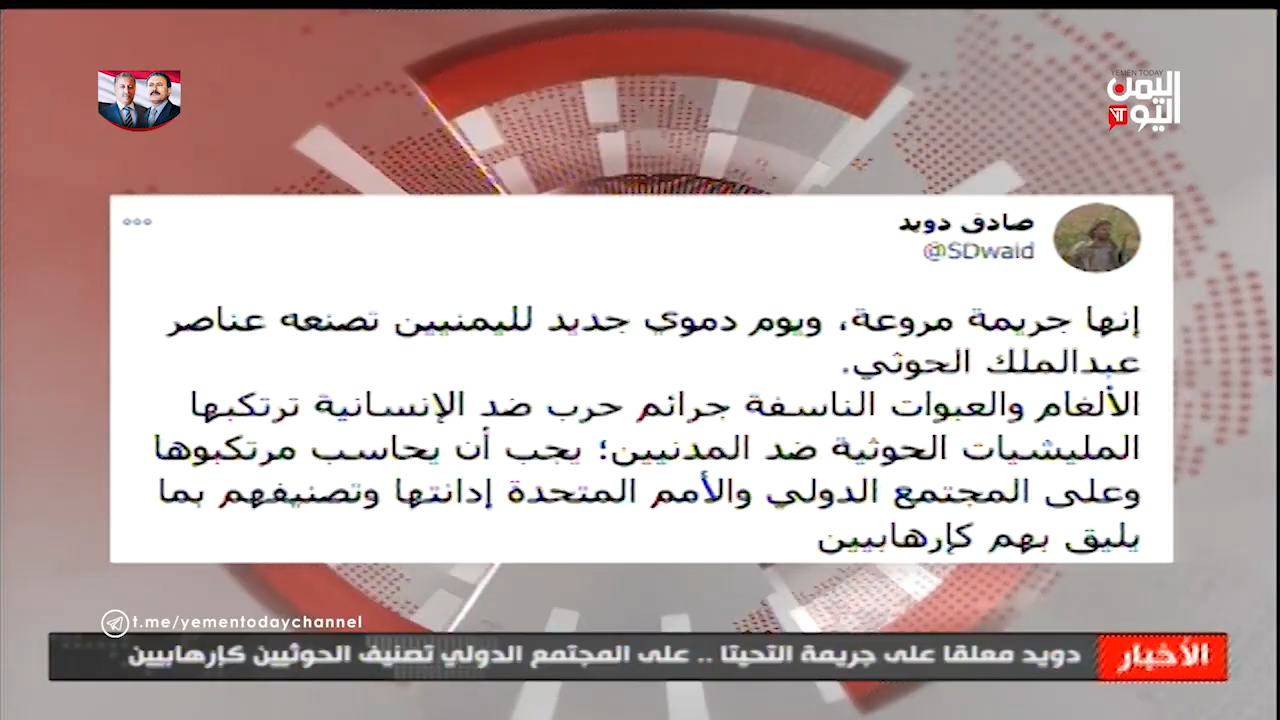 YEMEN TODAY
اليمن
اليوم
صادق دويد
@SDwaid
إنها جريمة مروعة، ويوم دموي جديد لليمنيين تصنعه عناصر
عبدالملك الحوثي.
الألغام والعبوات الناسفة جرائم حرب ضد الإنسانية ترتكبها
المليشيات الحوثية ضد المدنيين؛ يجب أن يحاسب مرتكبوها
وعلى المجتمع الدولي والأمم المتحدة إدانتها وتصنيفهم بما
يليق بهم كإرهابيين
t.me/yementodaychannel
الأخبار
دويد معلقا على جريمة التحيتا .. على المجتمع الدولي تصنيف الحوثيين كإرهابيين